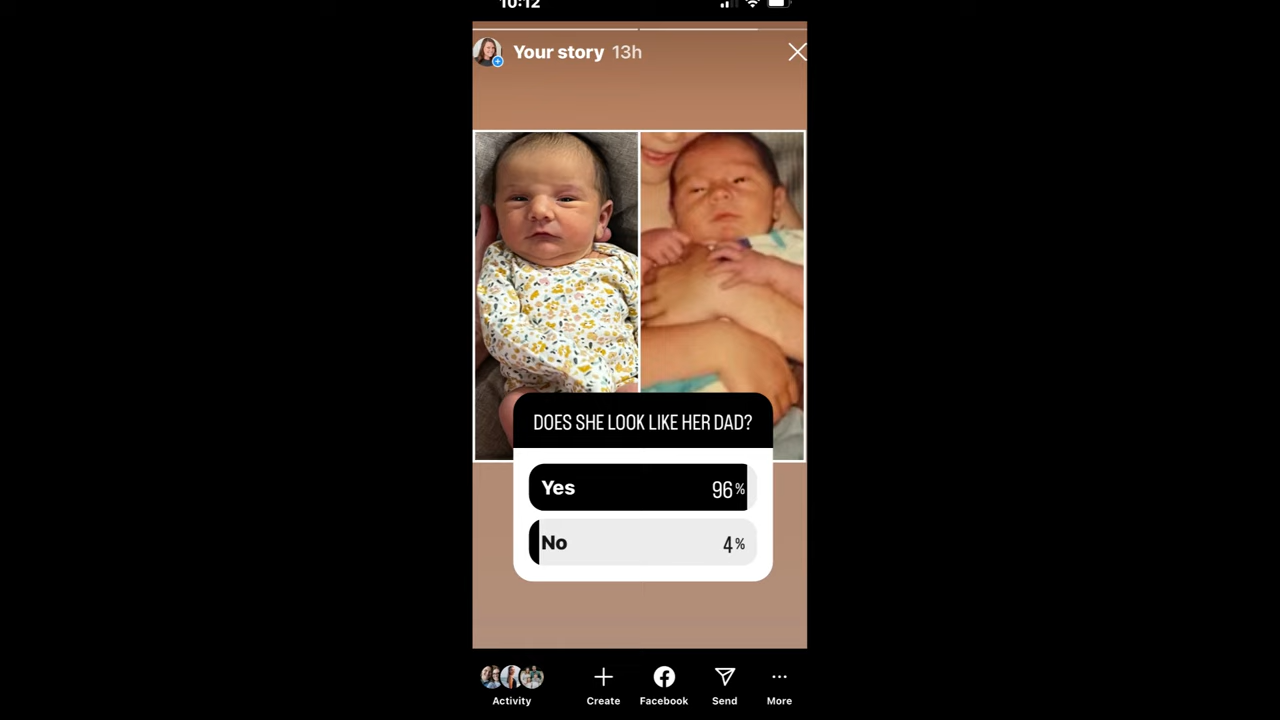 10:12
Your story 13h
DOES SHE LOOK LIKE HER DAD?
Yes 96%
No 4%
Activity Create Facebook Send More